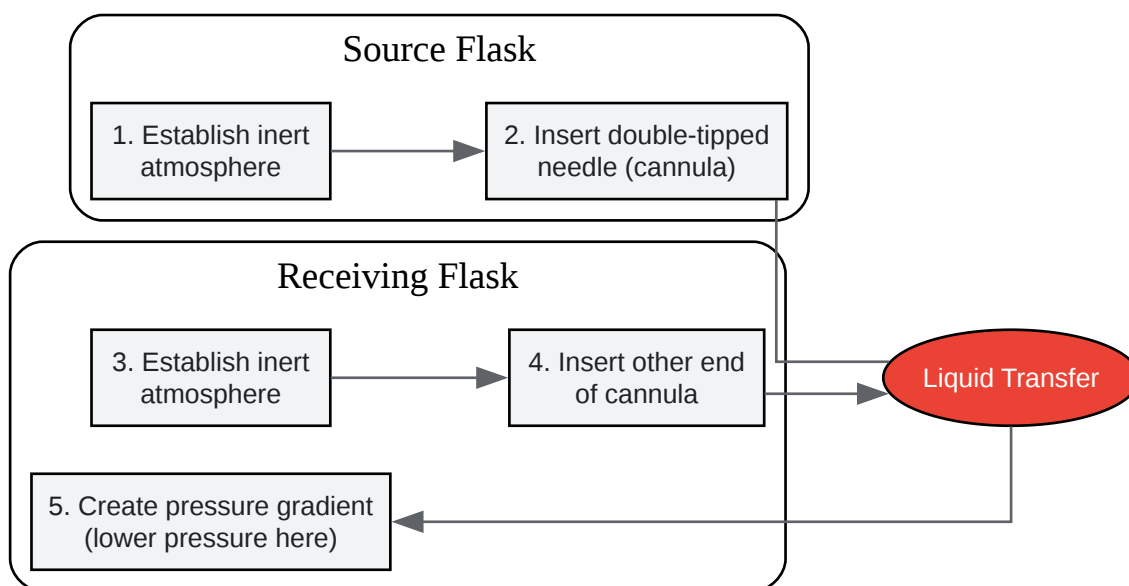 Source Flask
1. Establish inert
atmosphere
2. Insert double-tipped
needle (cannula)
Receiving Flask
3. Establish inert
atmosphere
4. Insert other end
of cannula
Liquid Transfer
5. Create pressure gradient
(lower pressure here)